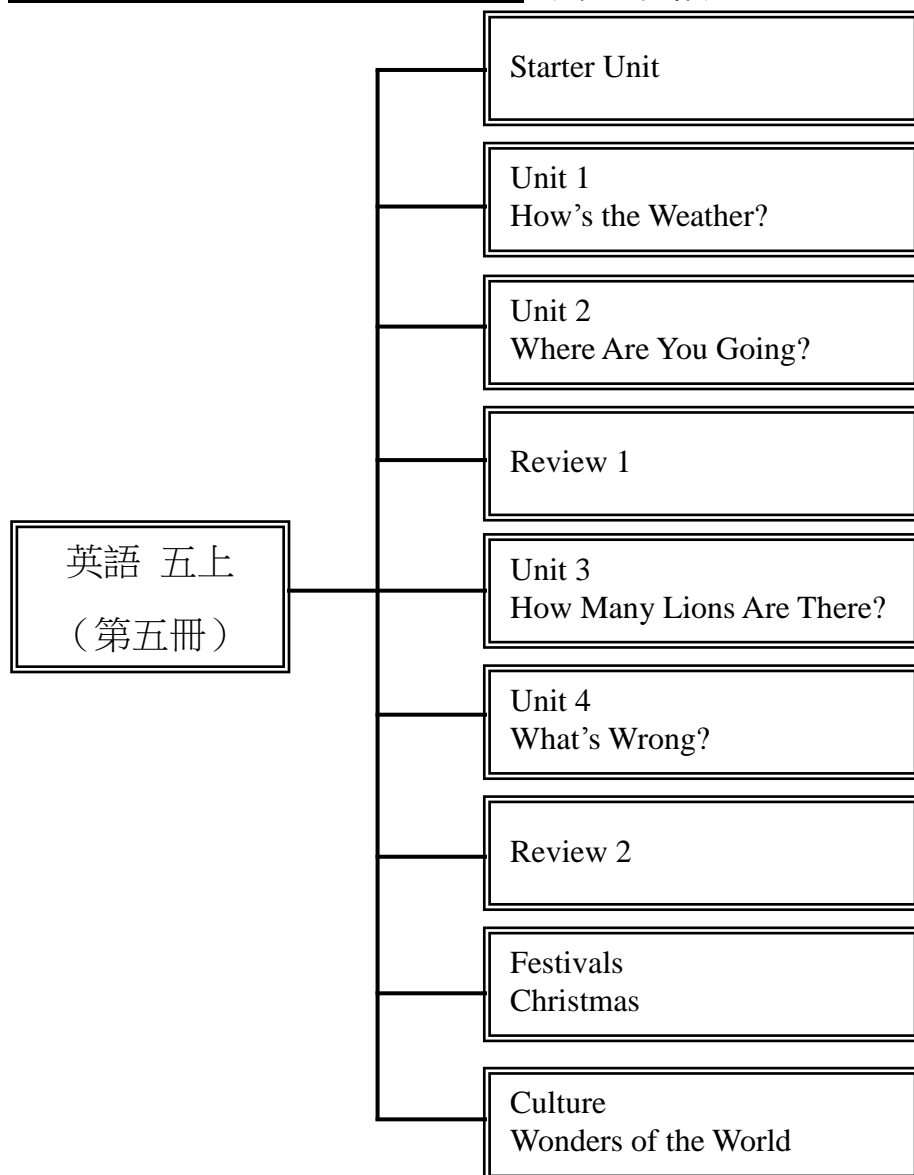 Starter Unit
Unit 1
How's the Weather?
Unit 2
Where Are You Going?
Review 1
英語 五上
（第五冊）
Unit 3
How Many Lions Are There?
Unit 4
What's Wrong?
Review 2
Festivals
Christmas
Culture
Wonders of the World